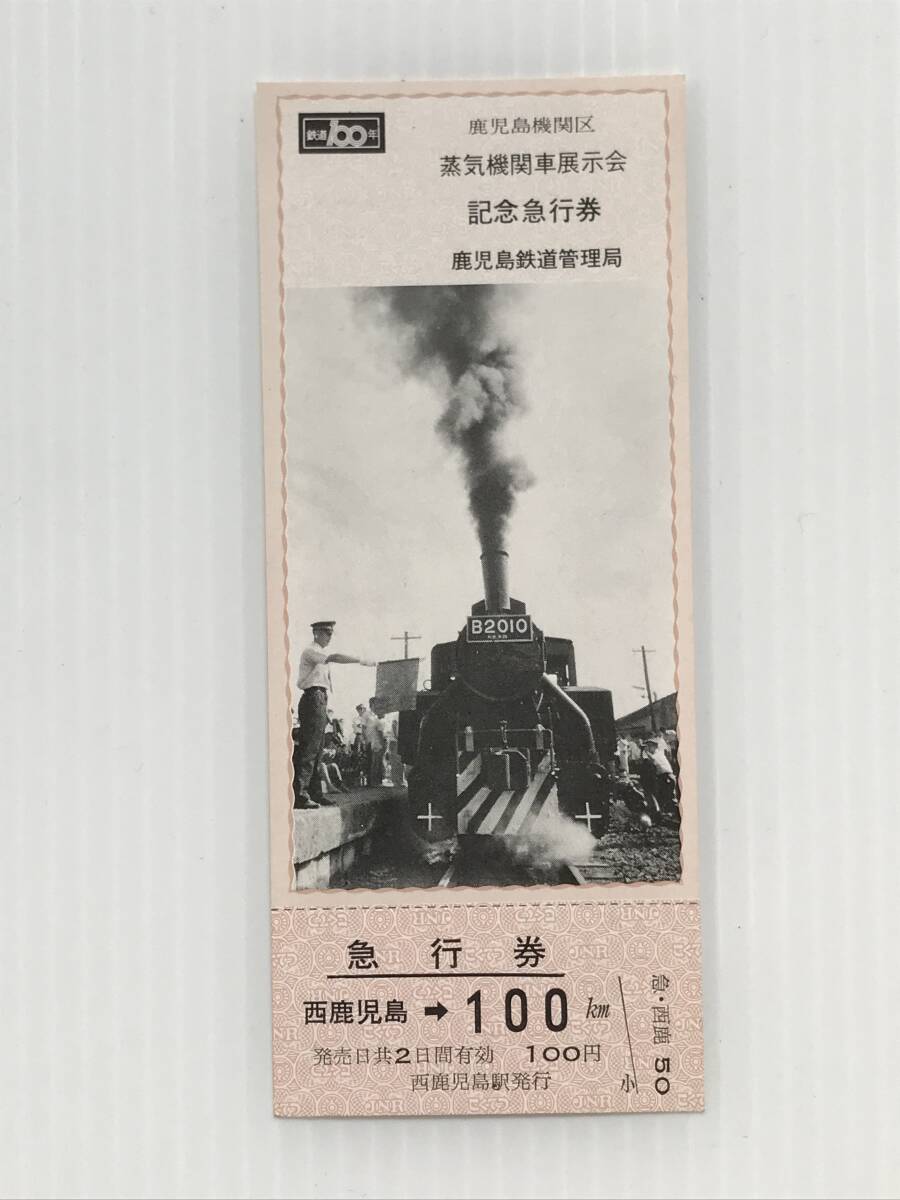 鉄道100年
鹿児島機関区
蒸気機関車展示会
記念急行券
鹿児島鉄道管理局
B2010
急行券
西鹿児島➡100km
発売日共2日間有効 100円
西鹿児島駅発行
急・西鹿 50
小
JNR